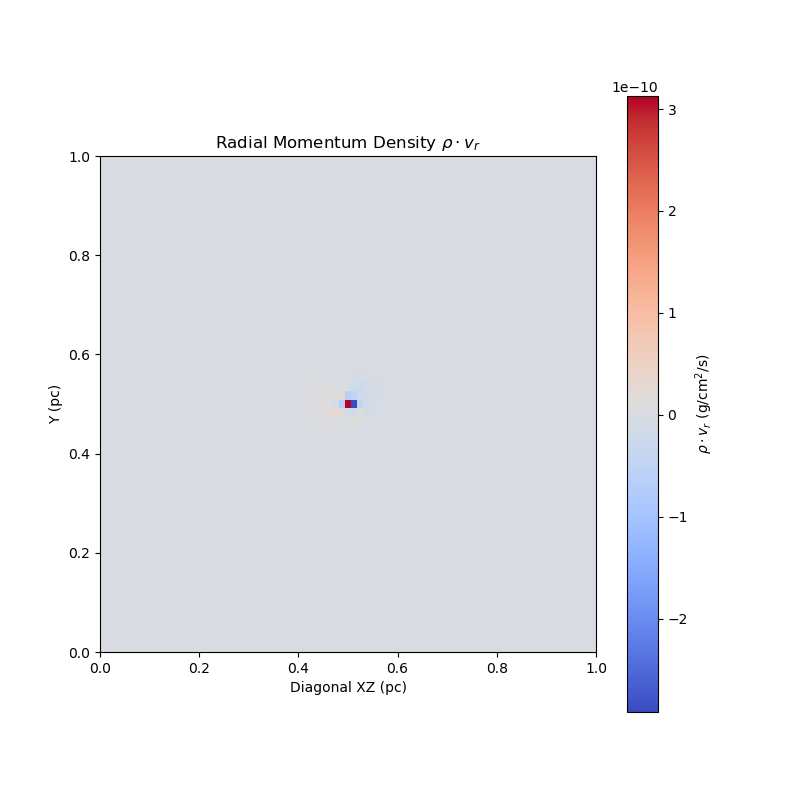 1e−10
Radial Momentum Density ρ · v_r
1.0
0.8
0.6
0.4
0.2
0.0
Y (pc)
0.0 0.2 0.4 0.6 0.8 1.0
Diagonal XZ (pc)
3
2
1
0
−1
−2
ρ · v_r (g/cm²/s)